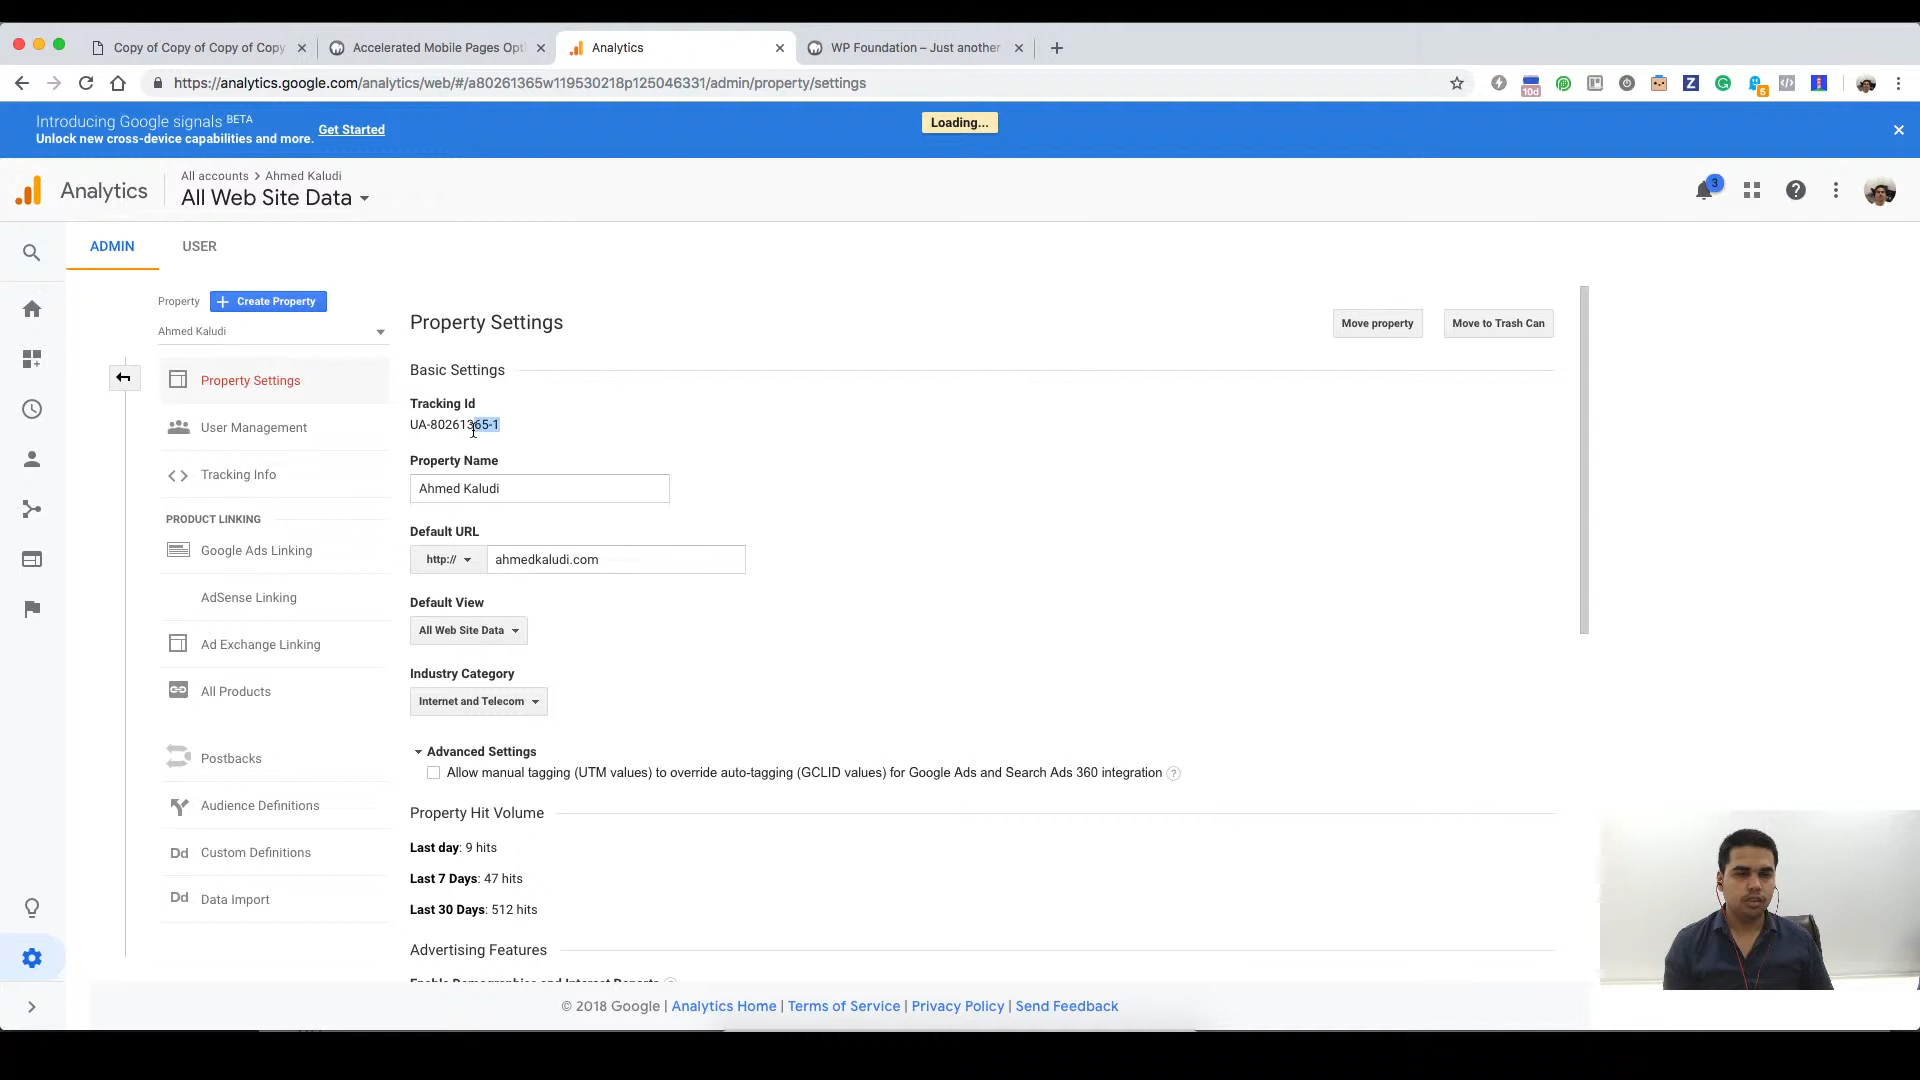 Copy of Copy of Copy of Copy
Accelerated Mobile Pages Opti
Analytics
WP Foundation – Just another
https://analytics.google.com/analytics/web/#/a80261365w119530218p125046331/admin/property/settings
10d
Z
5
Introducing Google signals BETA
Unlock new cross-device capabilities and more.
Get Started
Loading...
Analytics
All accounts > Ahmed Kaludi
All Web Site Data
3
ADMIN
USER
Property
Create Property
Ahmed Kaludi
Property Settings
User Management
Tracking Info
PRODUCT LINKING
Google Ads Linking
AdSense Linking
Ad Exchange Linking
All Products
Postbacks
Audience Definitions
Dd Custom Definitions
Dd Data Import
Property Settings
Move property
Move to Trash Can
Basic Settings
Tracking Id
UA-80261365-1
Property Name
Ahmed Kaludi
Default URL
http://
ahmedkaludi.com
Default View
All Web Site Data
Industry Category
Internet and Telecom
Advanced Settings
Allow manual tagging (UTM values) to override auto-tagging (GCLID values) for Google Ads and Search Ads 360 integration ?
Property Hit Volume
Last day: 9 hits
Last 7 Days: 47 hits
Last 30 Days: 512 hits
Advertising Features
Enable Demographics and Interest Reports
© 2018 Google | Analytics Home | Terms of Service | Privacy Policy | Send Feedback